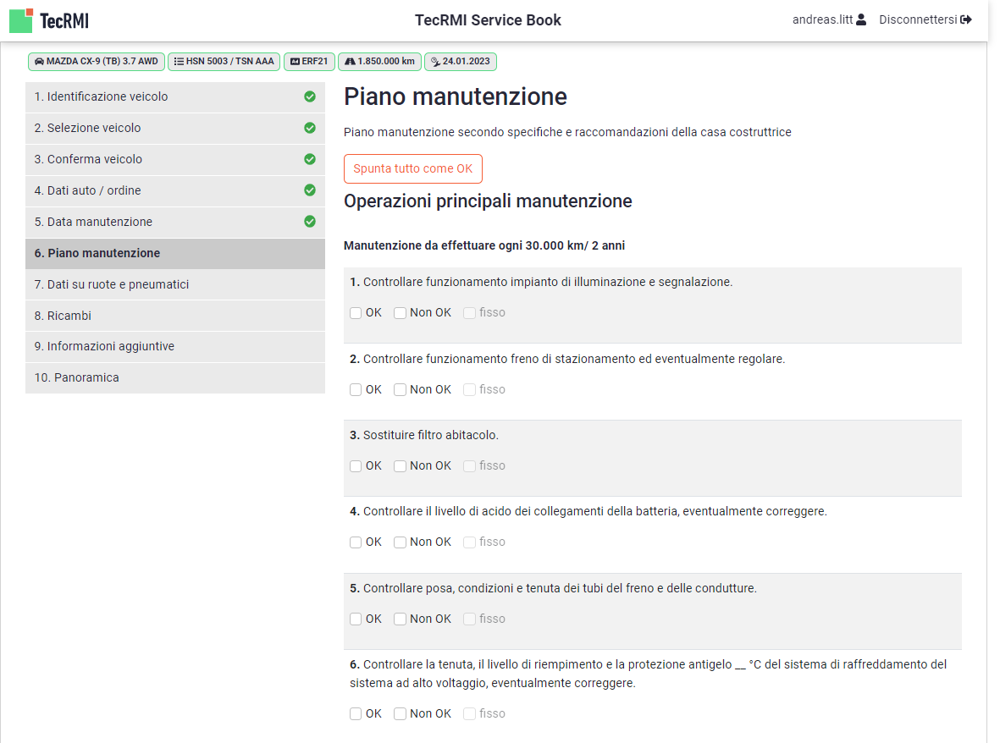 TecRMI
TecRMI Service Book
andreas.litt
Disconnettersi
MAZDA CX-9 (TB) 3.7 AWD
HSN 5003 / TSN AAA
ERF21
1.850.000 km
24.01.2023
1. Identificazione veicolo
2. Selezione veicolo
3. Conferma veicolo
4. Dati auto / ordine
5. Data manutenzione
6. Piano manutenzione
7. Dati su ruote e pneumatici
8. Ricambi
9. Informazioni aggiuntive
10. Panoramica
Piano manutenzione
Piano manutenzione secondo specifiche e raccomandazioni della casa costruttrice
Spunta tutto come OK
Operazioni principali manutenzione
Manutenzione da effettuare ogni 30.000 km/ 2 anni
1. Controllare funzionamento impianto di illuminazione e segnalazione.
OK Non OK fisso
2. Controllare funzionamento freno di stazionamento ed eventualmente regolare.
OK Non OK fisso
3. Sostituire filtro abitacolo.
OK Non OK fisso
4. Controllare il livello di acido dei collegamenti della batteria, eventualmente correggere.
OK Non OK fisso
5. Controllare posa, condizioni e tenuta dei tubi del freno e delle condutture.
OK Non OK fisso
6. Controllare la tenuta, il livello di riempimento e la protezione antigelo __ °C del sistema di raffreddamento del
sistema ad alto voltaggio, eventualmente correggere.
OK Non OK fisso